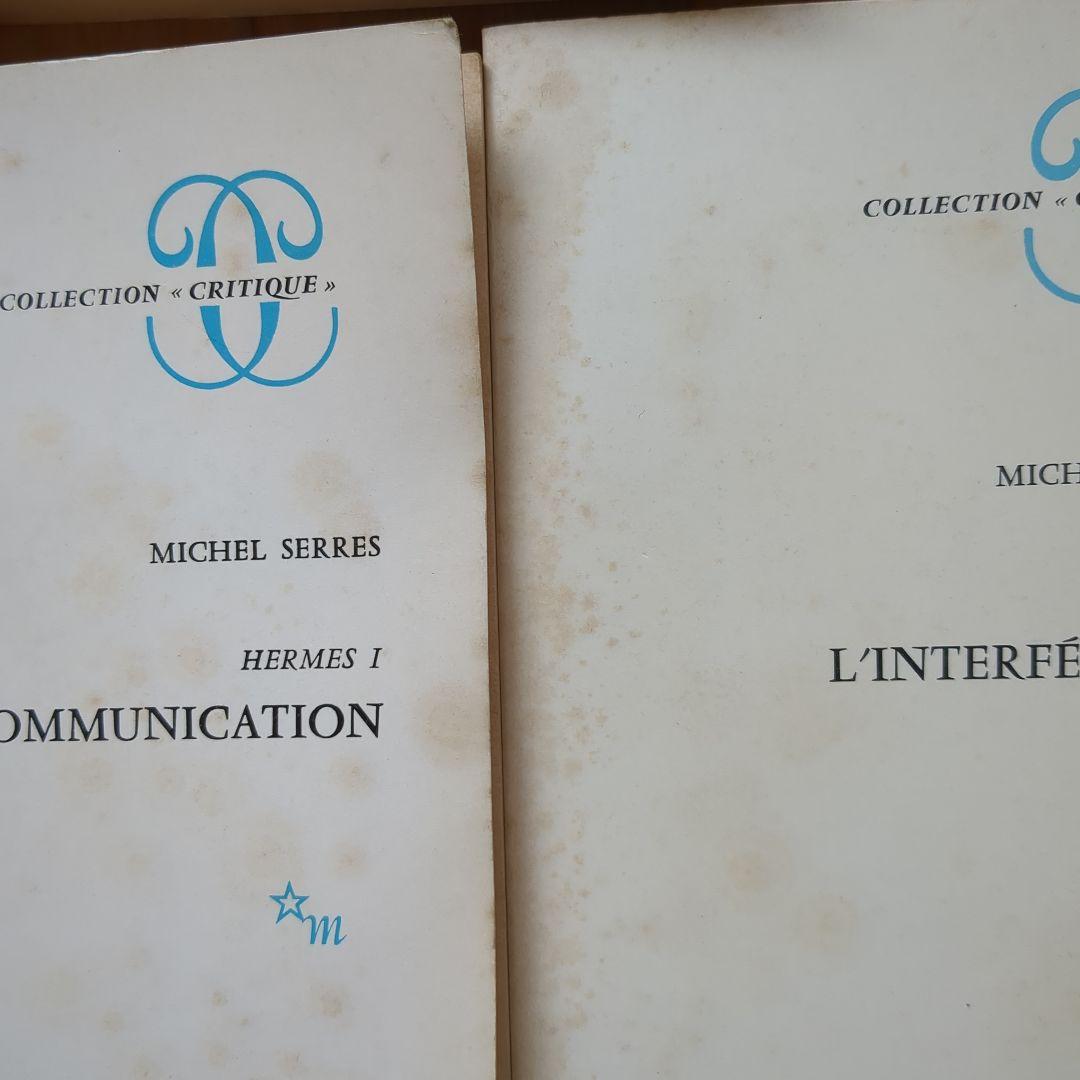 COLLECTION « CRITIQUE »
MICHEL SERRES
HERMES I
OMMUNICATION
m
COLLECTION «
MICH
L'INTERFÉ